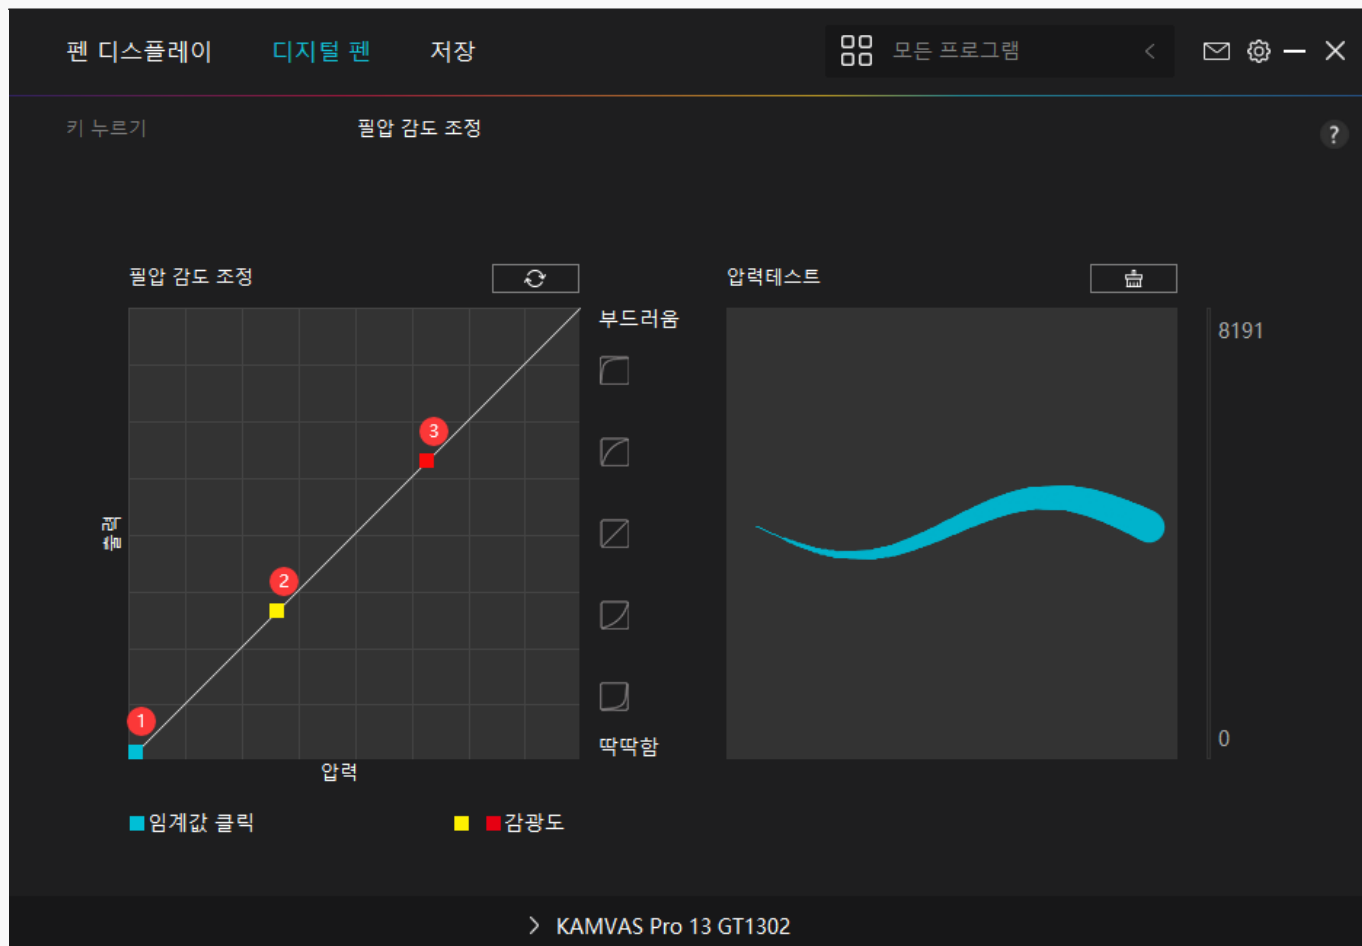 펜 디스플레이 디지털 펜 저장 모든 프로그램
키 누르기 필압 감도 조정
?
필압 감도 조정 압력테스트
부드러움
8191
3
출력
2
1
딱딱함
0
압력
임계값 클릭 감광도
KAMVAS Pro 13 GT1302